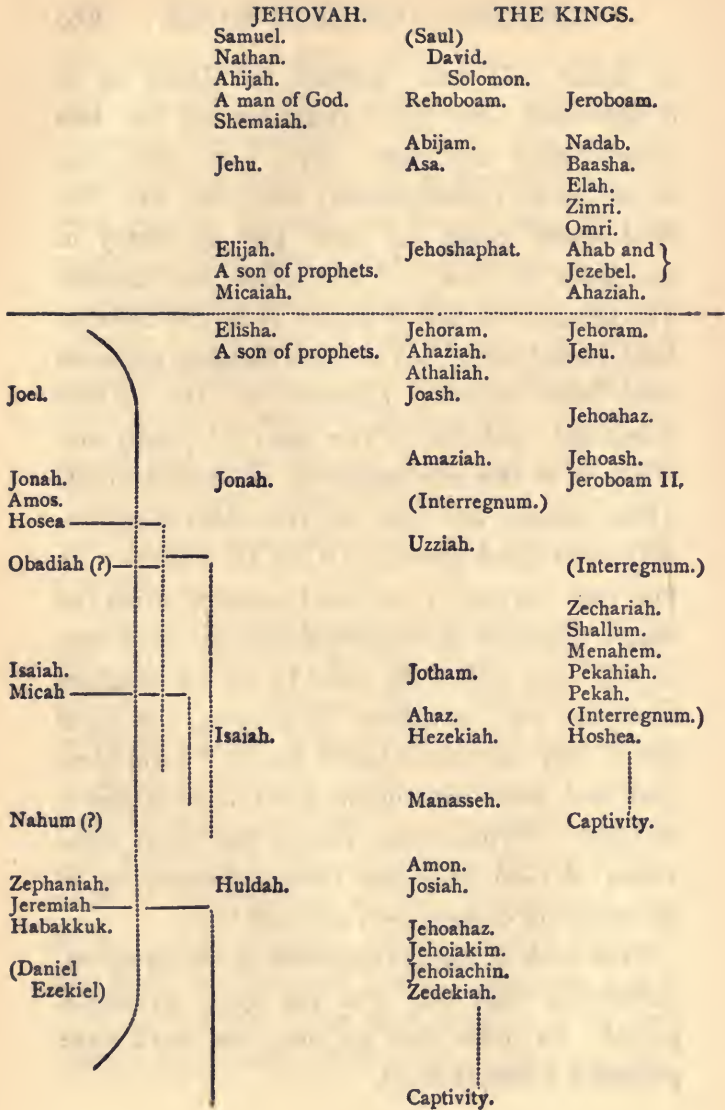 JEHOVAH. THE KINGS.
Samuel. (Saul)
Nathan. David.
Ahijah. Solomon.
A man of God. Rehoboam. Jeroboam.
Shemaiah.
Abijam. Nadab.
Jehu. Asa. Baasha.
Elah.
Zimri.
Omri.
Elijah. Jehoshaphat. Ahab and }
A son of prophets. Jezebel.
Micaiah. Ahaziah.
Elisha. Jehoram. Jehoram.
A son of prophets. Ahaziah. Jehu.
Athaliah.
Joel. Joash.
Jehoahaz.
Amaziah. Jehoash.
Jonah. Jonah. Jeroboam II,
Amos. (Interregnum.)
Hosea
Uzziah.
Obadiah (?) (Interregnum.)
Zechariah.
Shallum.
Menahem.
Isaiah. Jotham. Pekahiah.
Micah Pekah.
Ahaz. (Interregnum.)
Isaiah. Hezekiah. Hoshea.
Manasseh.
Nahum (?) Captivity.
Amon.
Zephaniah. Huldah. Josiah.
Jeremiah
Habakkuk. Jehoahaz.
Jehoiakim.
(Daniel Jehoiachin.
Ezekiel) Zedekiah.
Captivity.